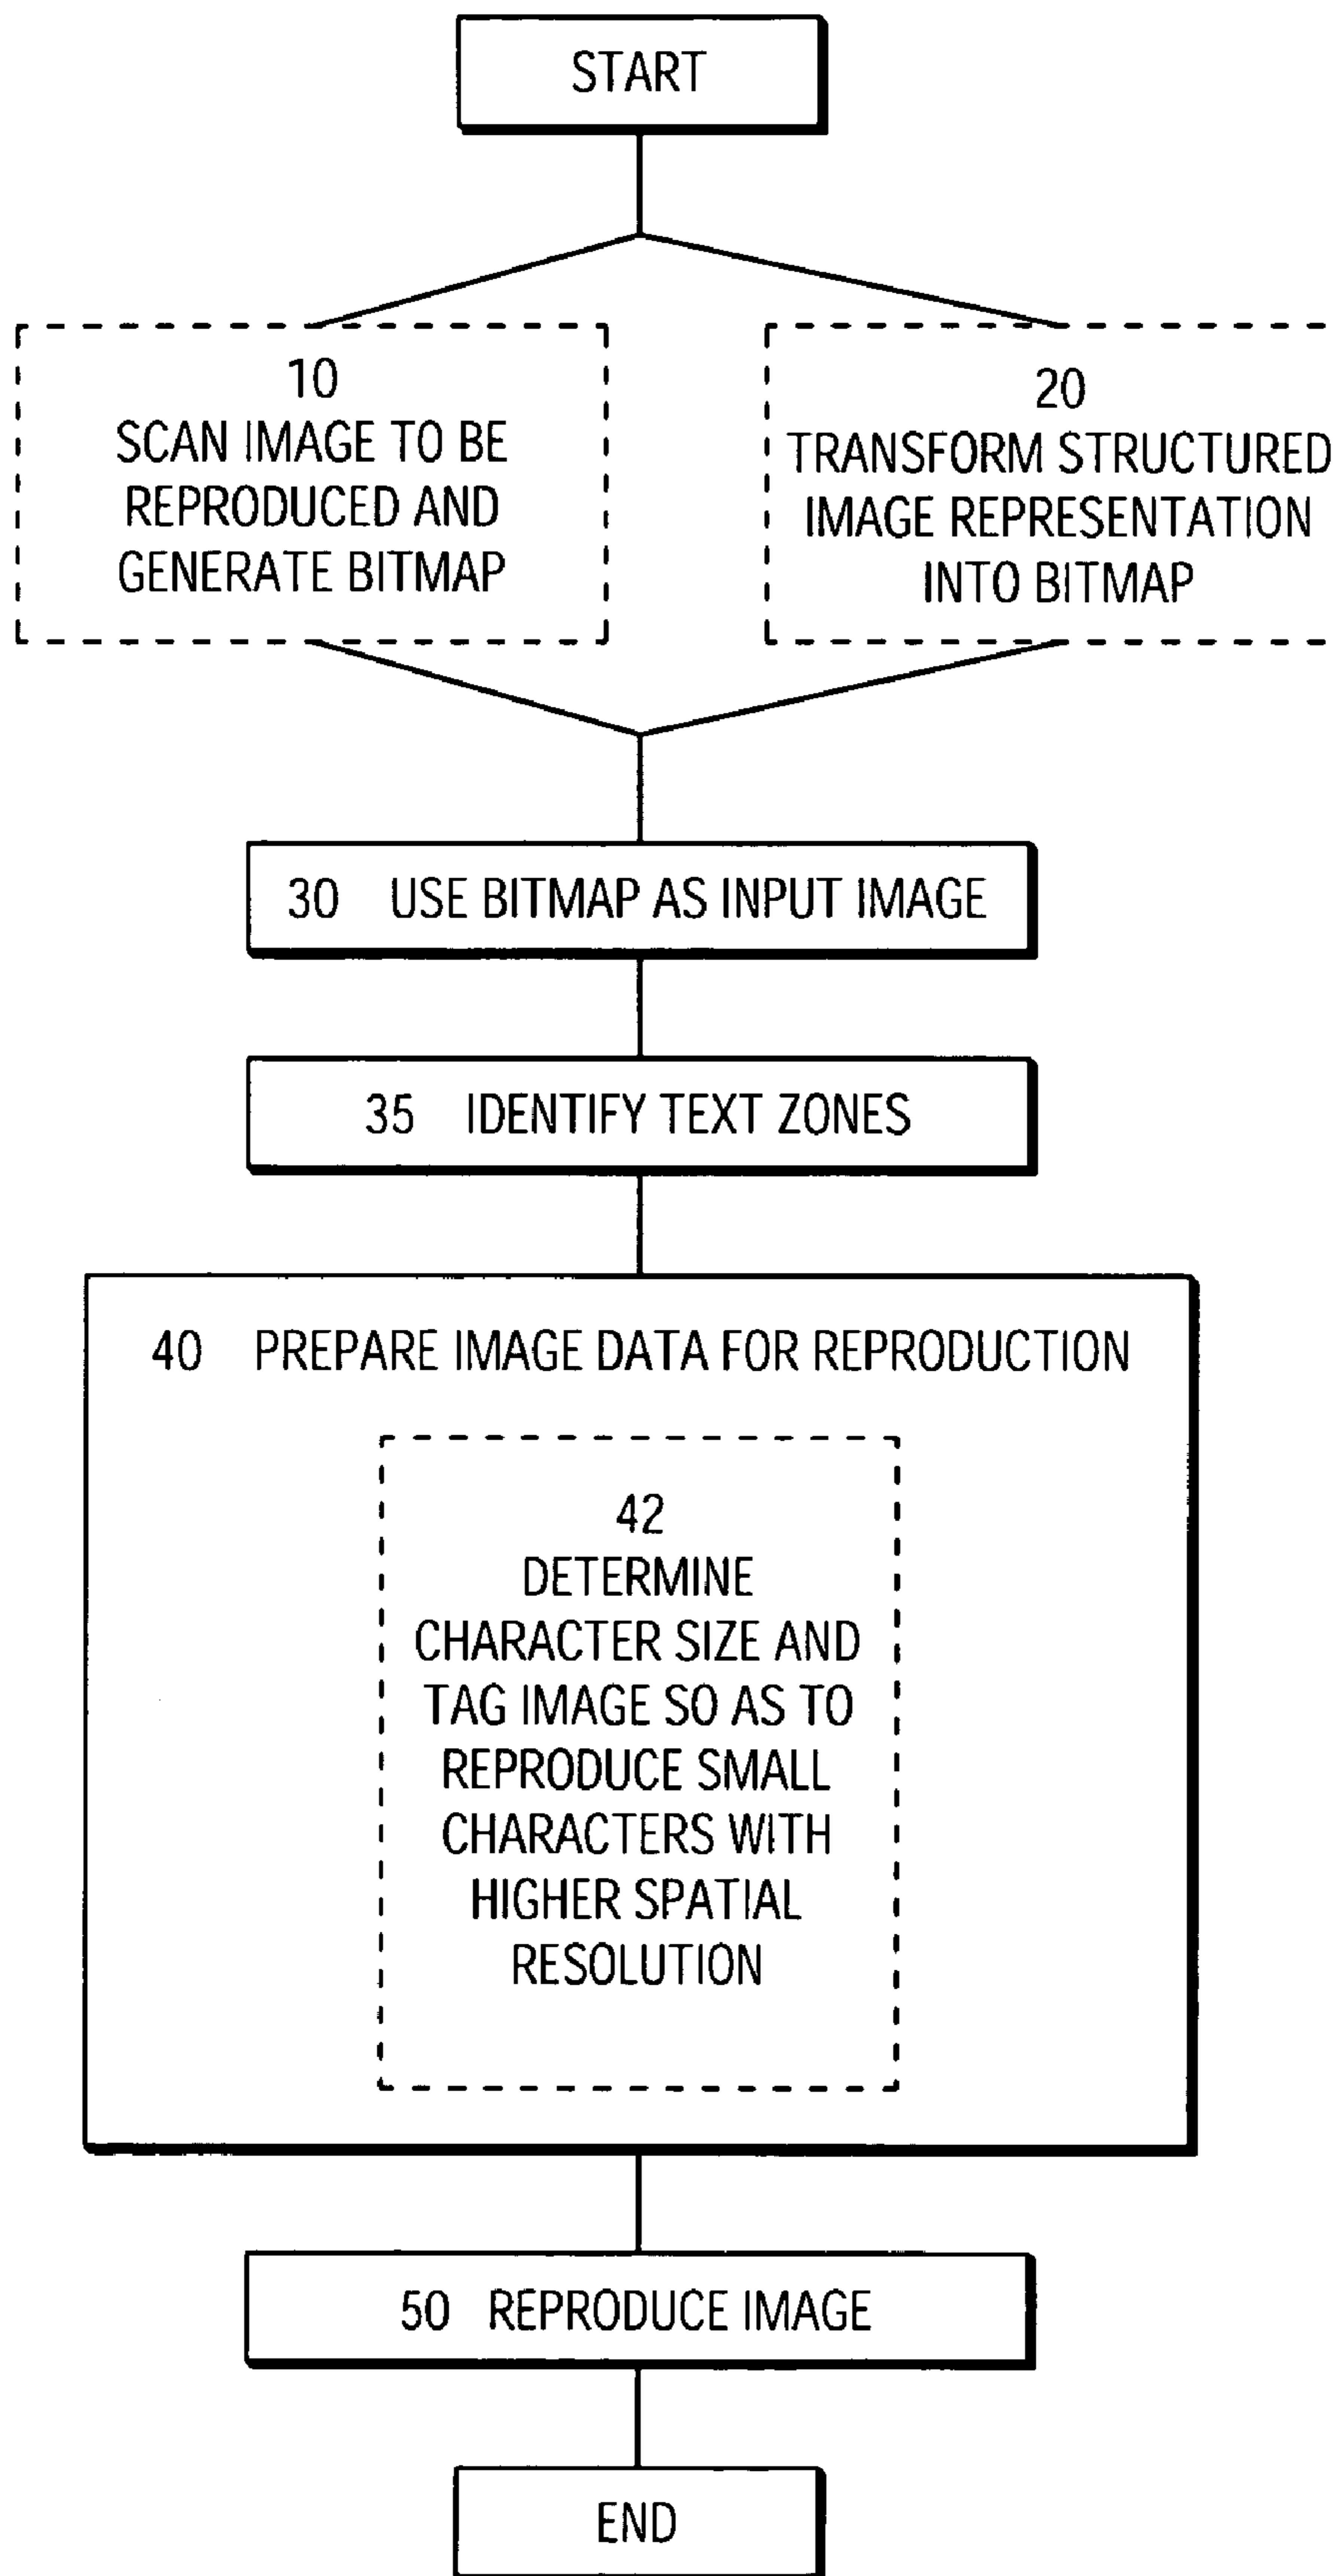 START
10
SCAN IMAGE TO BE
REPRODUCED AND
GENERATE BITMAP
20
TRANSFORM STRUCTURED
IMAGE REPRESENTATION
INTO BITMAP
30 USE BITMAP AS INPUT IMAGE
35 IDENTIFY TEXT ZONES
40 PREPARE IMAGE DATA FOR REPRODUCTION
42
DETERMINE
CHARACTER SIZE AND
TAG IMAGE SO AS TO
REPRODUCE SMALL
CHARACTERS WITH
HIGHER SPATIAL
RESOLUTION
50 REPRODUCE IMAGE
END